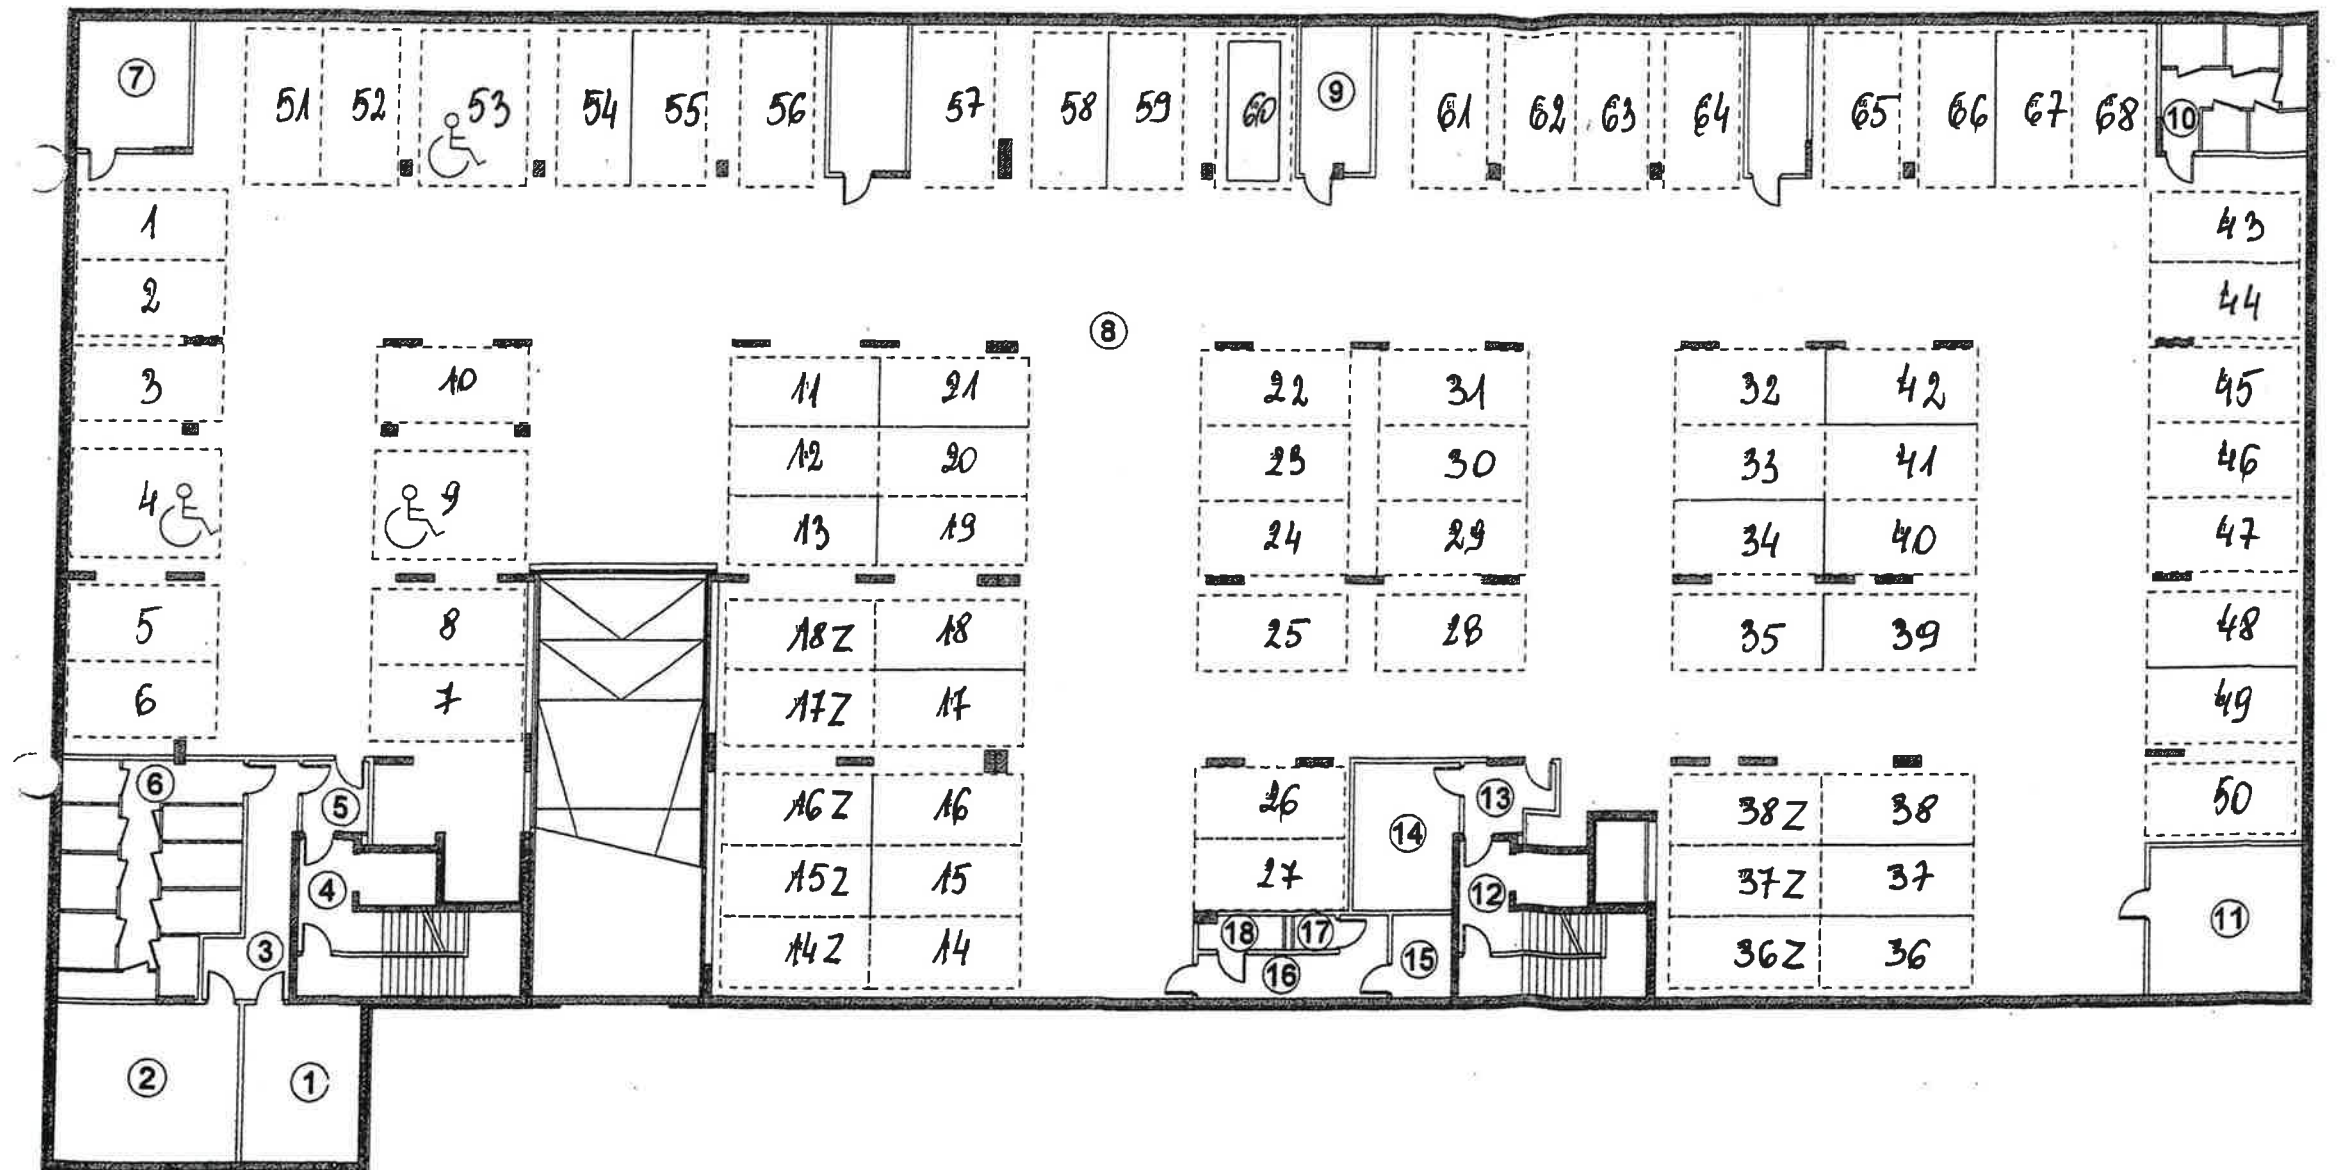 7 51 52 53 54 55 56 57 58 59 60 9 61 62 63 64 65 66 67 68 10
1 43
2 44
8
3 10 11 21 22 31 32 42 45
12 20 23 30 33 41 46
4 9 13 19 24 29 34 40 47
5 8 18Z 18 25 28 35 39 48
6 7 17Z 17 49
6 5 16Z 16 26 14 13 38Z 38 50
4 15Z 15 27 12 37Z 37 11
3 14Z 14 18 17 16 15 36Z 36
2 1